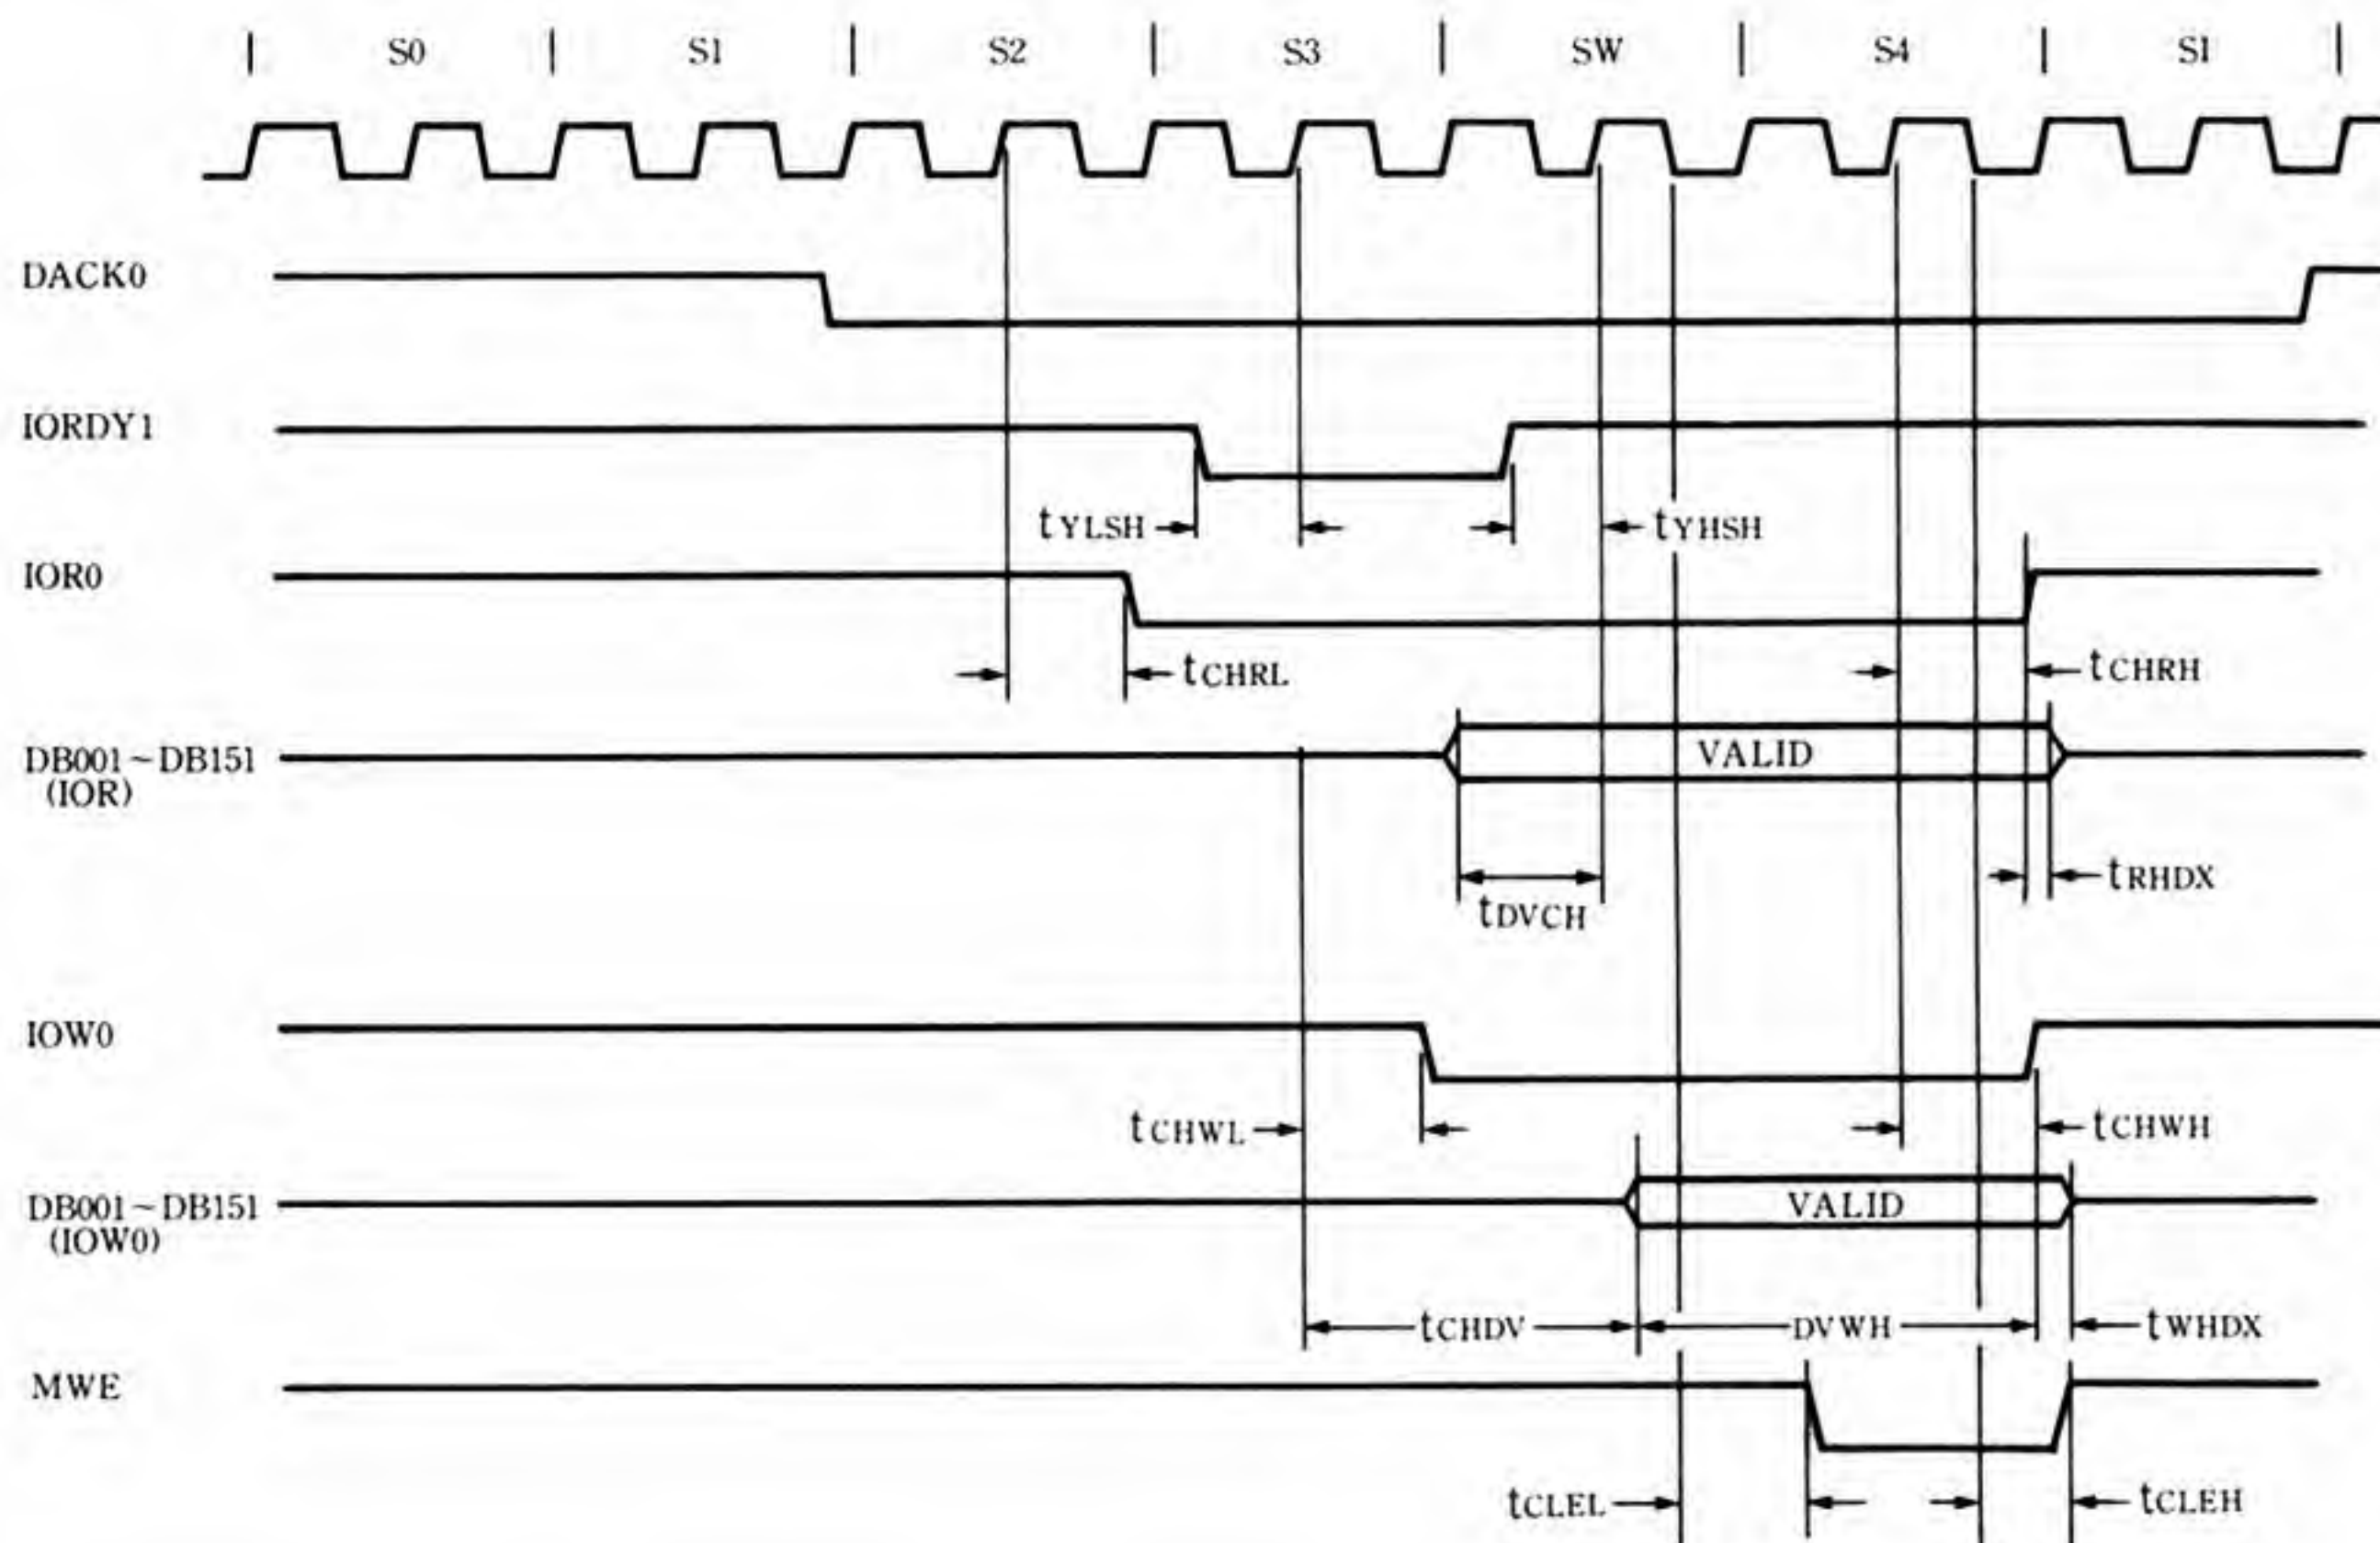 S0 S1 S2 S3 SW S4 SI
DACK0
IORDY1
tYLSH tYHSH
IOR0
tCHRL tCHRH
DB001~DB151 VALID
(IOR)
tRHDX
tDVCH
IOW0
tCHWL tCHWH
DB001~DB151 VALID
(IOW0)
tCHDV DVWH tWHDX
MWE
tCLEL tCLEH